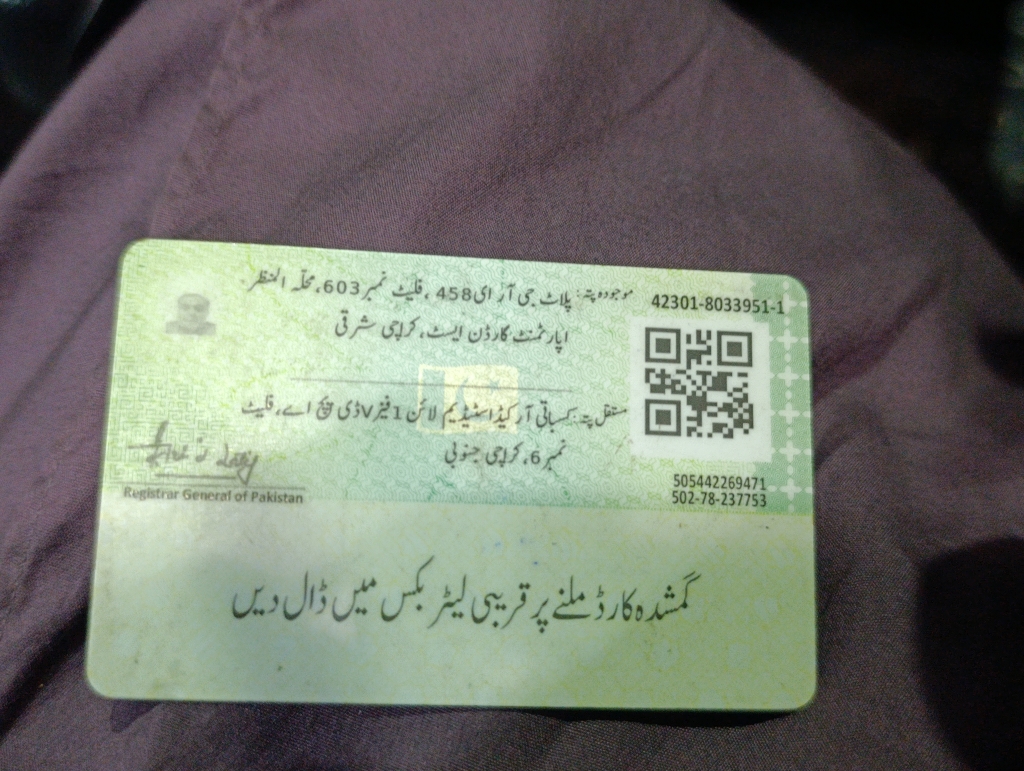 موجودہ پتہ: پلاٹ جی آر ای 458، فلیٹ نمبر 603، محلہ المنظر
اپارٹمنٹ گارڈن ایسٹ، کراچی شرقی
42301-8033951-1
مستقل پتہ: کسباتی آرکیڈ اسٹیڈیم لائن 1 فیز V ڈی ایچ اے، فلیٹ
نمبر 6، کراچی جنوبی
505442269471
502-78-237753
Registrar General of Pakistan
گمشدہ کارڈ ملنے پر قریبی لیٹر بکس میں ڈال دیں